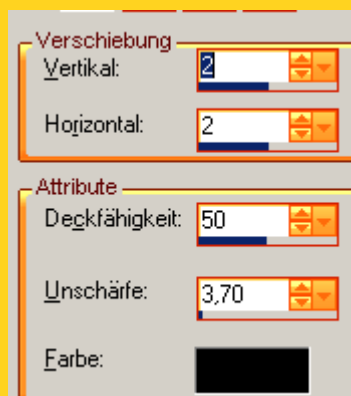 Verschiebung
Vertikal: 2
Horizontal: 2
Attribute
Deckfähigkeit: 50
Unschärfe: 3,70
Farbe: